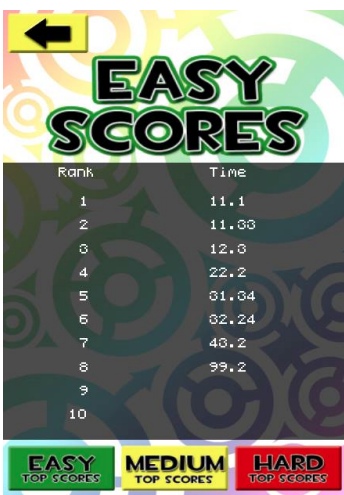 EASY
SCORES
Rank Time
1 11.1
2 11.33
3 12.3
4 22.2
5 31.34
6 32.24
7 43.2
8 99.2
9
10
EASY MEDIUM HARD
TOP SCORES TOP SCORES TOP SCORES